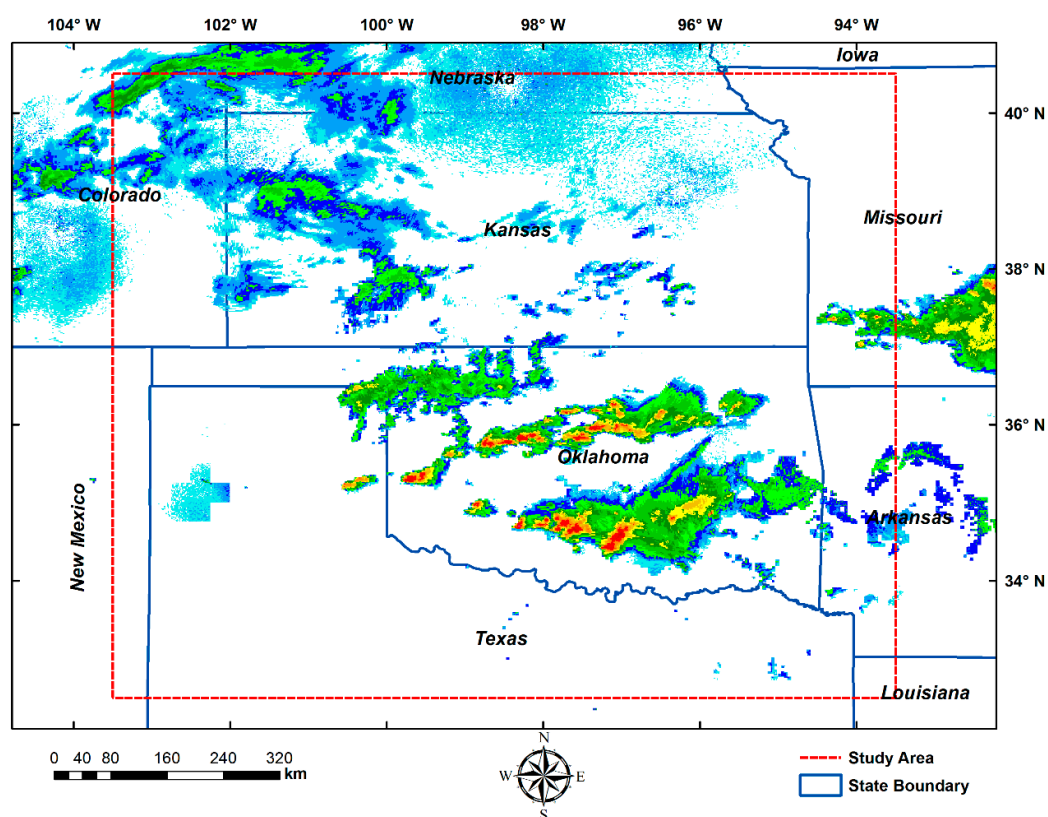 104° W 102° W 100° W 98° W 96° W 94° W
Iowa
Nebraska
40° N
Colorado
Missouri
Kansas
38° N
36° N
Oklahoma
New Mexico
Arkansas
34° N
Texas
Louisiana
0 40 80 160 240 320
km
N
W E
S
Study Area
State Boundary